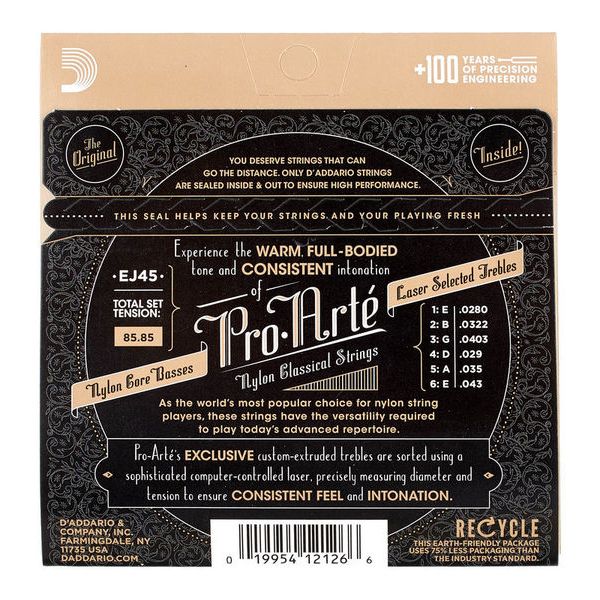 +100 YEARS OF PRECISION ENGINEERING
The Original
Inside!
YOU DESERVE STRINGS THAT CAN
GO THE DISTANCE. ONLY D'ADDARIO STRINGS
ARE SEALED INSIDE & OUT TO ENSURE HIGH PERFORMANCE.
THIS SEAL HELPS KEEP YOUR STRINGS AND YOUR PLAYING FRESH
Experience the WARM, FULL-BODIED
tone and CONSISTENT intonation
of
Pro·Arté
Nylon Classical Strings
·EJ45·
TOTAL SET
TENSION:
85.85
Nylon Core Basses
Laser Selected Trebles
1: E .0280
2: B .0322
3: G .0403
4: D .029
5: A .035
6: E .043
As the world's most popular choice for nylon string
players, these strings have the versatility required
to play today's advanced repertoire.
Pro-Arté's EXCLUSIVE custom-extruded trebles are sorted using a
sophisticated computer-controlled laser, precisely measuring diameter and
tension to ensure CONSISTENT FEEL and INTONATION.
D'ADDARIO &
COMPANY, INC.
FARMINGDALE, NY
11735 USA
DADDARIO.COM
0 19954 12126 6
RECYCLE
THIS EARTH-FRIENDLY PACKAGE
USES 75% LESS PACKAGING THAN
THE INDUSTRY STANDARD.